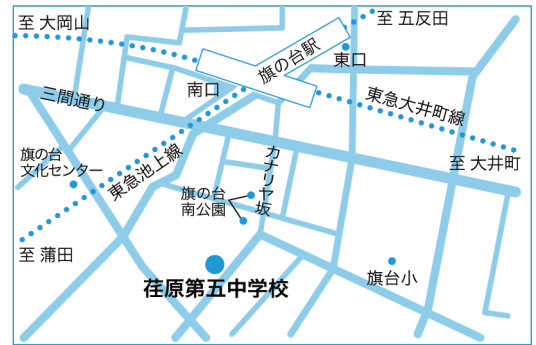 至 大岡山
至 五反田
旗の台駅
東口
南口
三間通り
東急大井町線
至 大井町
旗の台
文化センター
東急池上線
カナリヤ坂
旗の台
南公園
至 蒲田
旗台小
荏原第五中学校